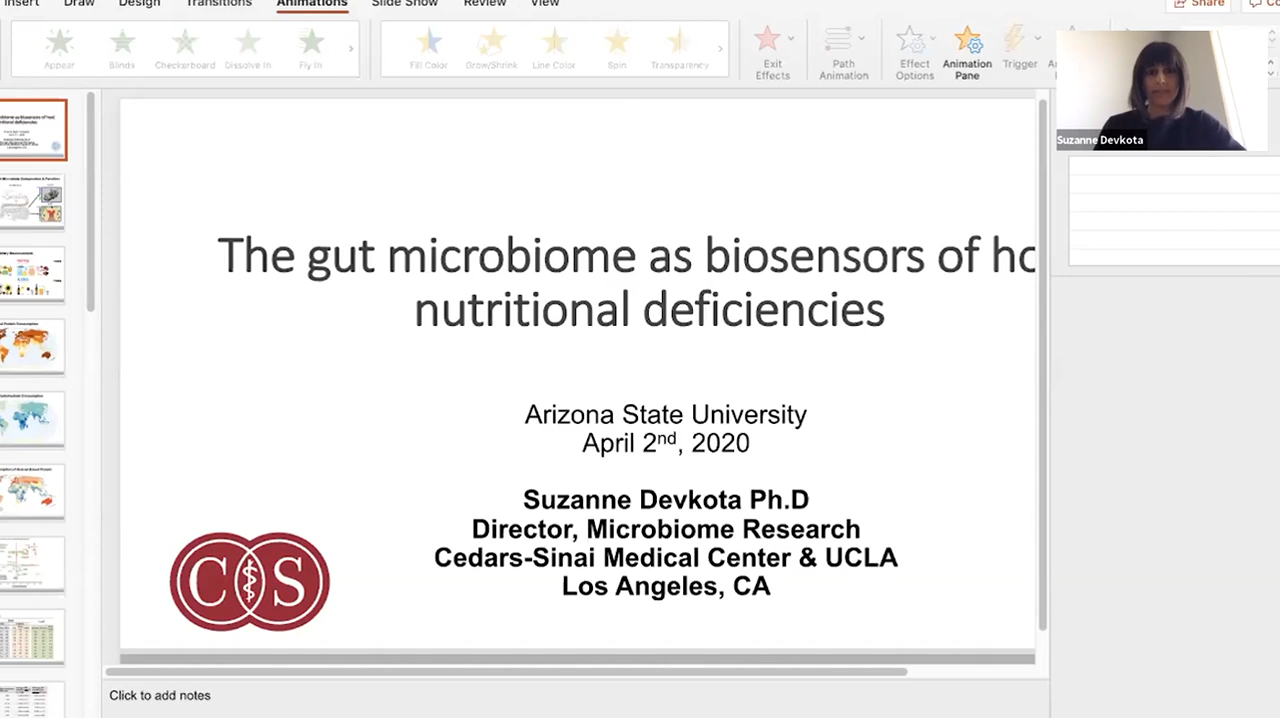 Insert Draw Design Transitions Animations Slide Show Review View
Share
Appear Blinds Checkerboard Dissolve In Fly In
Fill Color Grow/Shrink Line Color Spin Transparency
Exit Effects
Path Animation
Effect Options
Animation Pane
Trigger
Suzanne Devkota
The gut microbiome as biosensors of ho
nutritional deficiencies
Arizona State University
April 2nd, 2020
Suzanne Devkota Ph.D
Director, Microbiome Research
Cedars-Sinai Medical Center & UCLA
Los Angeles, CA
C S
Click to add notes